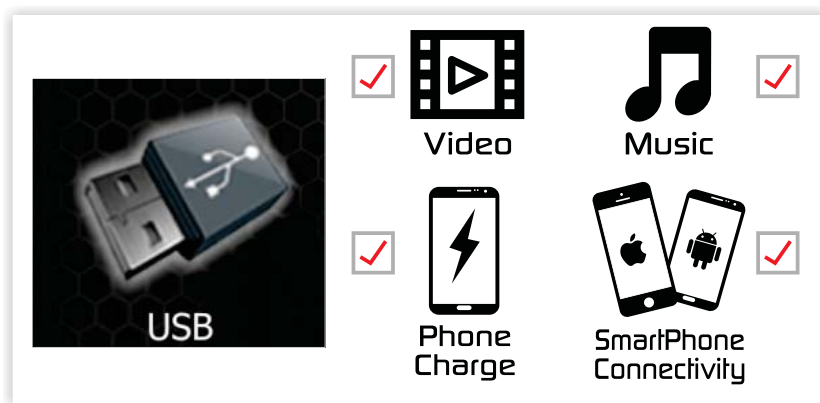 USB
Video
Music
Phone
Charge
SmartPhone
Connectivity